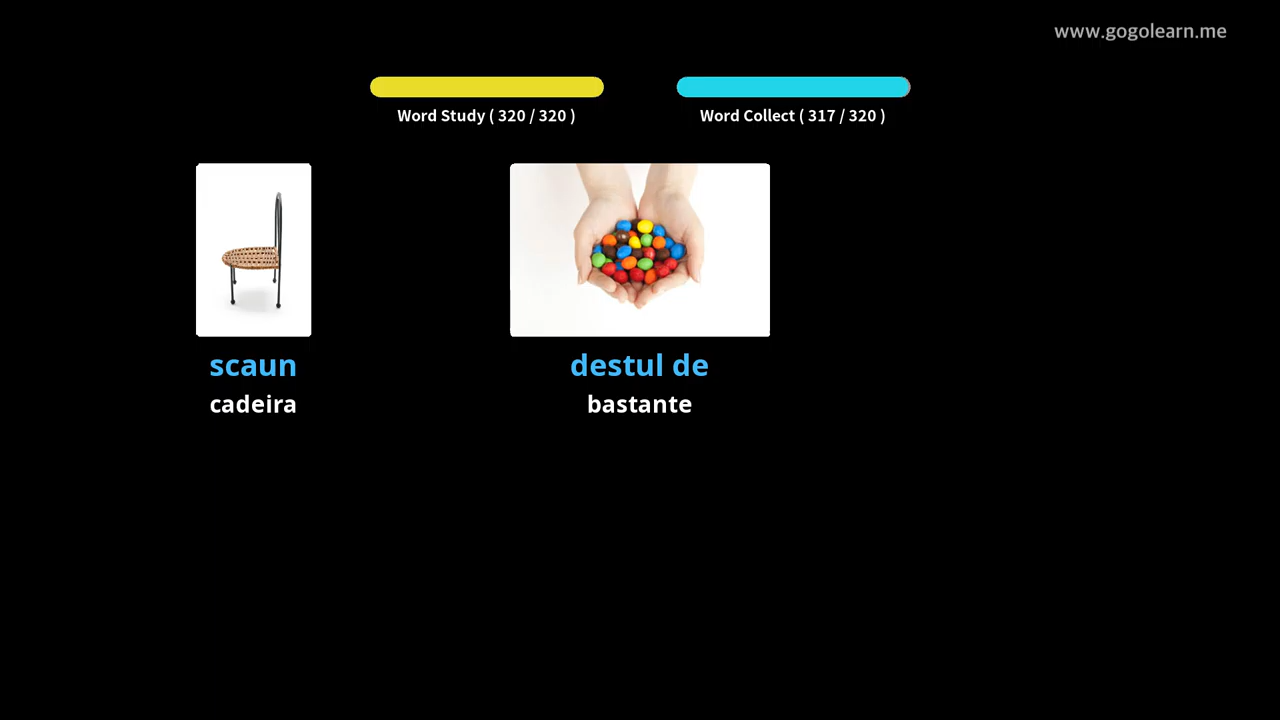 www.gogolearn.me
Word Study ( 320 / 320 )
Word Collect ( 317 / 320 )
scaun
cadeira
destul de
bastante